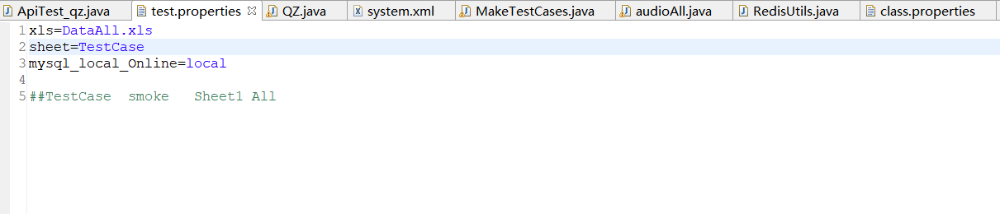 ApiTest_qz.java test.properties QZ.java system.xml MakeTestCases.java audioAll.java RedisUtils.java class.properties
1 xls=DataAll.xls
2 sheet=TestCase
3 mysql_local_Online=local
4
5 ##TestCase  smoke   Sheet1 All